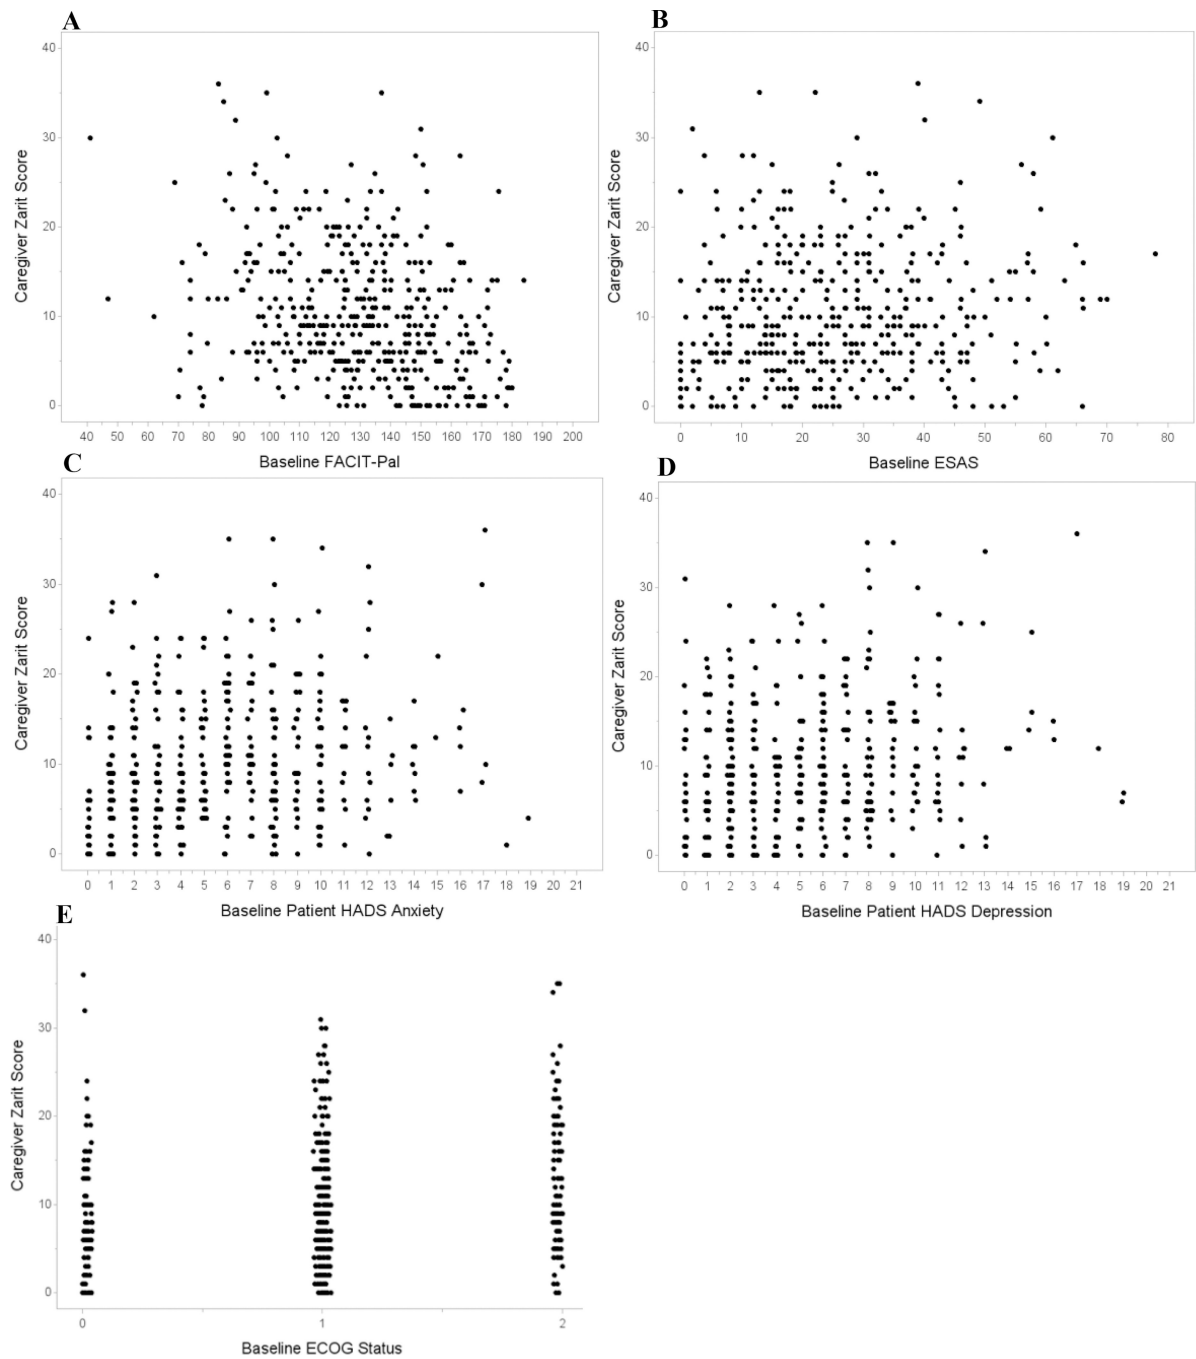 A
B
40
30
20
10
0
Caregiver Zarit Score
40 50 60 70 80 90 100 110 120 130 140 150 160 170 180 190 200
Baseline FACIT-Pal
40
30
20
10
0
Caregiver Zarit Score
0 10 20 30 40 50 60 70 80
Baseline ESAS
C
D
40
30
20
10
0
Caregiver Zarit Score
0 1 2 3 4 5 6 7 8 9 10 11 12 13 14 15 16 17 18 19 20 21
Baseline Patient HADS Anxiety
40
30
20
10
0
Caregiver Zarit Score
0 1 2 3 4 5 6 7 8 9 10 11 12 13 14 15 16 17 18 19 20 21
Baseline Patient HADS Depression
E
40
30
20
10
0
Caregiver Zarit Score
0 1 2
Baseline ECOG Status